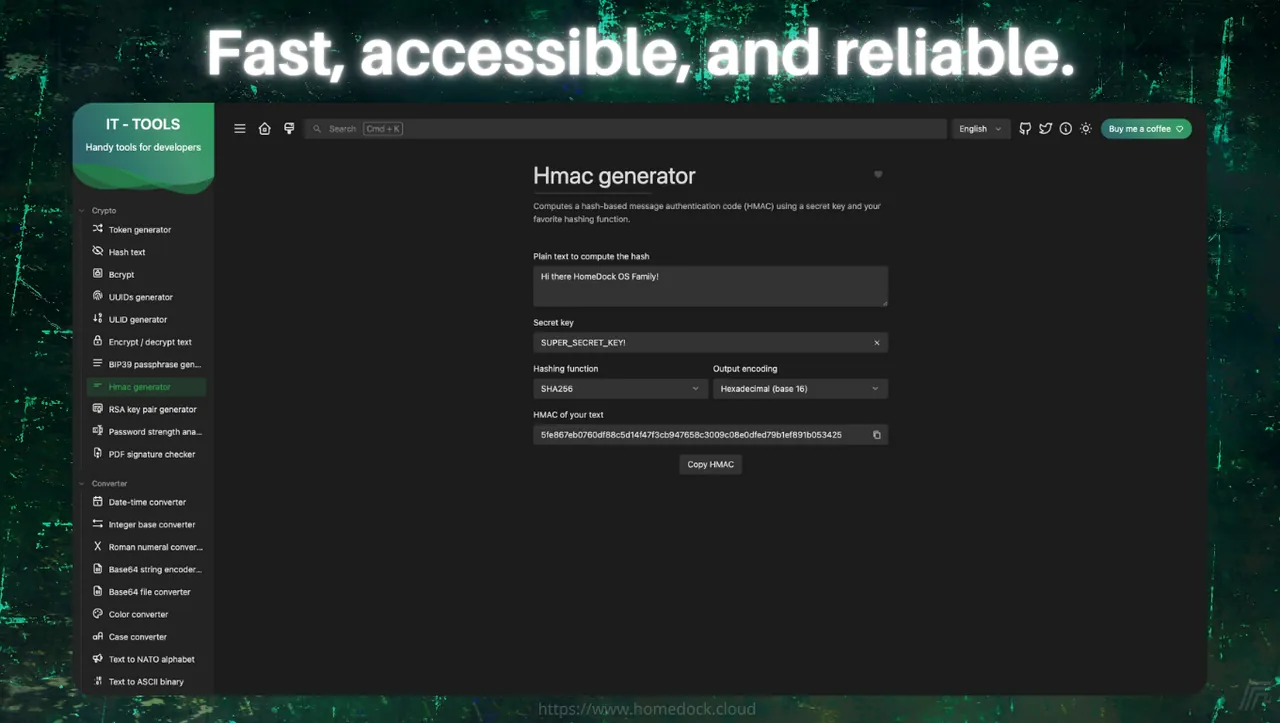 Fast, accessible, and reliable.
IT - TOOLS
Handy tools for developers
Search Cmd + K
English
Buy me a coffee
Crypto
Token generator
Hash text
Bcrypt
UUIDs generator
ULID generator
Encrypt / decrypt text
BIP39 passphrase gen...
Hmac generator
RSA key pair generator
Password strength ana...
PDF signature checker
Converter
Date-time converter
Integer base converter
Roman numeral conver...
Base64 string encoder...
Base64 file converter
Color converter
Case converter
Text to NATO alphabet
Text to ASCII binary
Hmac generator
Computes a hash-based message authentication code (HMAC) using a secret key and your
favorite hashing function.
Plain text to compute the hash
Hi there HomeDock OS Family!
Secret key
SUPER_SECRET_KEY!
Hashing function
Output encoding
SHA256
Hexadecimal (base 16)
HMAC of your text
5fe867eb0760df88c5d14f47f3cb947658c3009c08e0dfed79b1ef891b053425
Copy HMAC
https://www.homedock.cloud